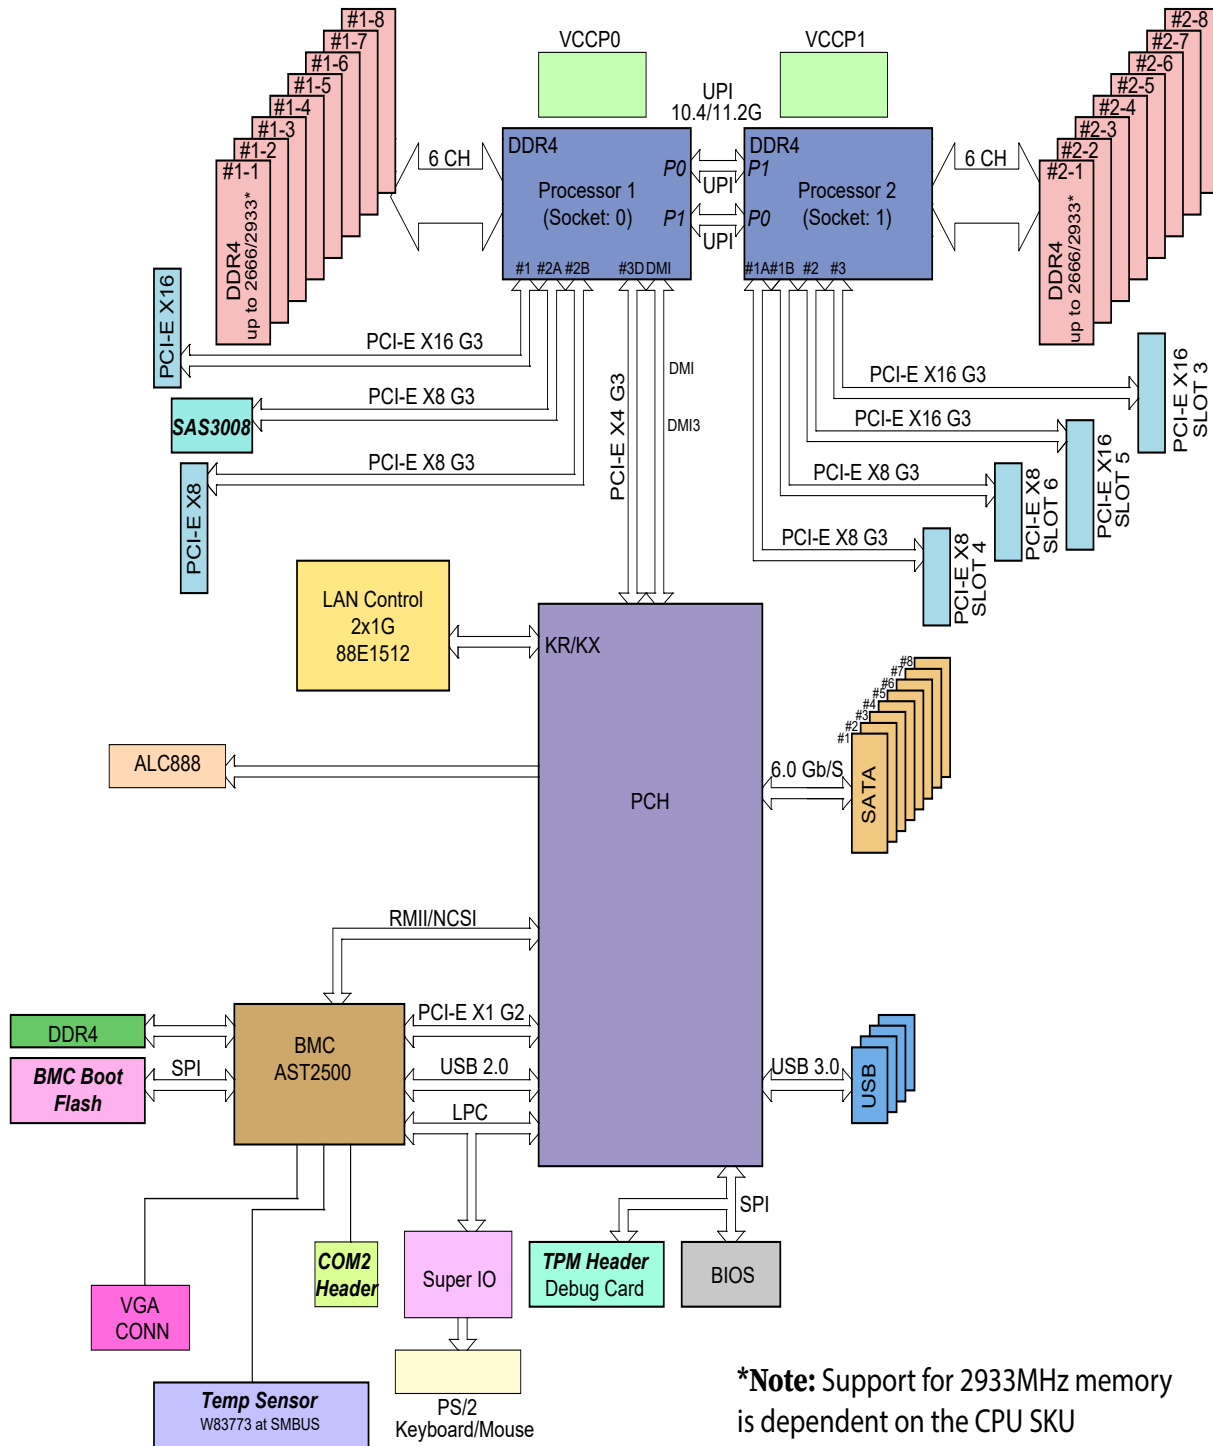 #1-8
#1-7
#1-6
#1-5
#1-4
#1-3
#1-2
#1-1
DDR4
up to 2666/2933*
VCCP0
VCCP1
UPI
10.4/11.2G
#2-8
#2-7
#2-6
#2-5
#2-4
#2-3
#2-2
#2-1
DDR4
up to 2666/2933*
6 CH
DDR4
Processor 1
(Socket: 0)
P0
P1
#1 #2A #2B #3D DMI
UPI
UPI
DDR4
P1
Processor 2
(Socket: 1)
P0
#1A #1B #2 #3
6 CH
PCI-E X16
PCI-E X16 G3
SAS3008
PCI-E X8 G3
PCI-E X8
PCI-E X8 G3
PCI-E X4 G3
DMI
DMI3
PCI-E X16 G3
PCI-E X16
SLOT 3
PCI-E X16 G3
PCI-E X16
SLOT 5
PCI-E X8 G3
PCI-E X8
SLOT 6
PCI-E X8 G3
PCI-E X8
SLOT 4
LAN Control
2x1G
88E1512
KR/KX
ALC888
PCH
6.0 Gb/S
#8
#7
#6
#5
#4
#3
#2
#1
SATA
RMII/NCSI
DDR4
BMC Boot
Flash
SPI
BMC
AST2500
PCI-E X1 G2
USB 2.0
LPC
USB 3.0
USB
SPI
VGA
CONN
COM2
Header
Super IO
TPM Header
Debug Card
BIOS
Temp Sensor
W83773 at SMBUS
PS/2
Keyboard/Mouse
*Note: Support for 2933MHz memory
is dependent on the CPU SKU